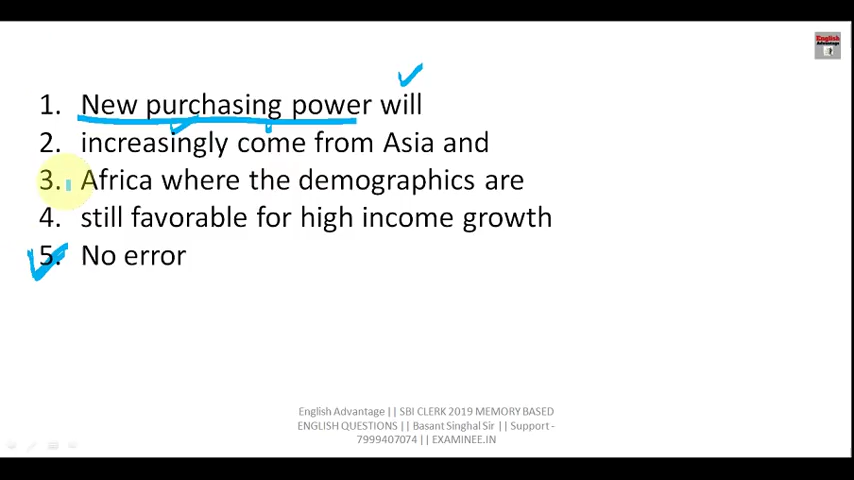 English
Advantage
1. New purchasing power will
2. increasingly come from Asia and
3. Africa where the demographics are
4. still favorable for high income growth
5. No error
English Advantage || SBI CLERK 2019 MEMORY BASED
ENGLISH QUESTIONS || Basant Singhal Sir || Support -
7999407074 || EXAMINEE.IN